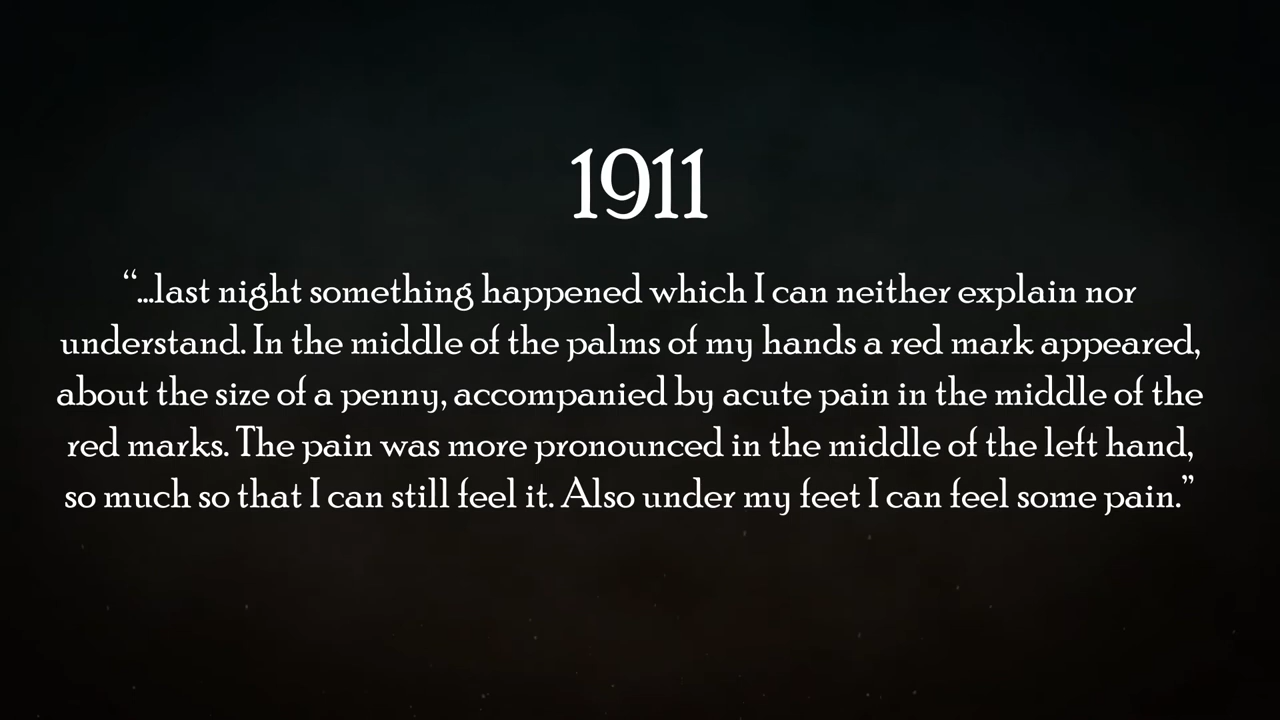 1911
“...last night something happened which I can neither explain nor
understand. In the middle of the palms of my hands a red mark appeared,
about the size of a penny, accompanied by acute pain in the middle of the
red marks. The pain was more pronounced in the middle of the left hand,
so much so that I can still feel it. Also under my feet I can feel some pain.”